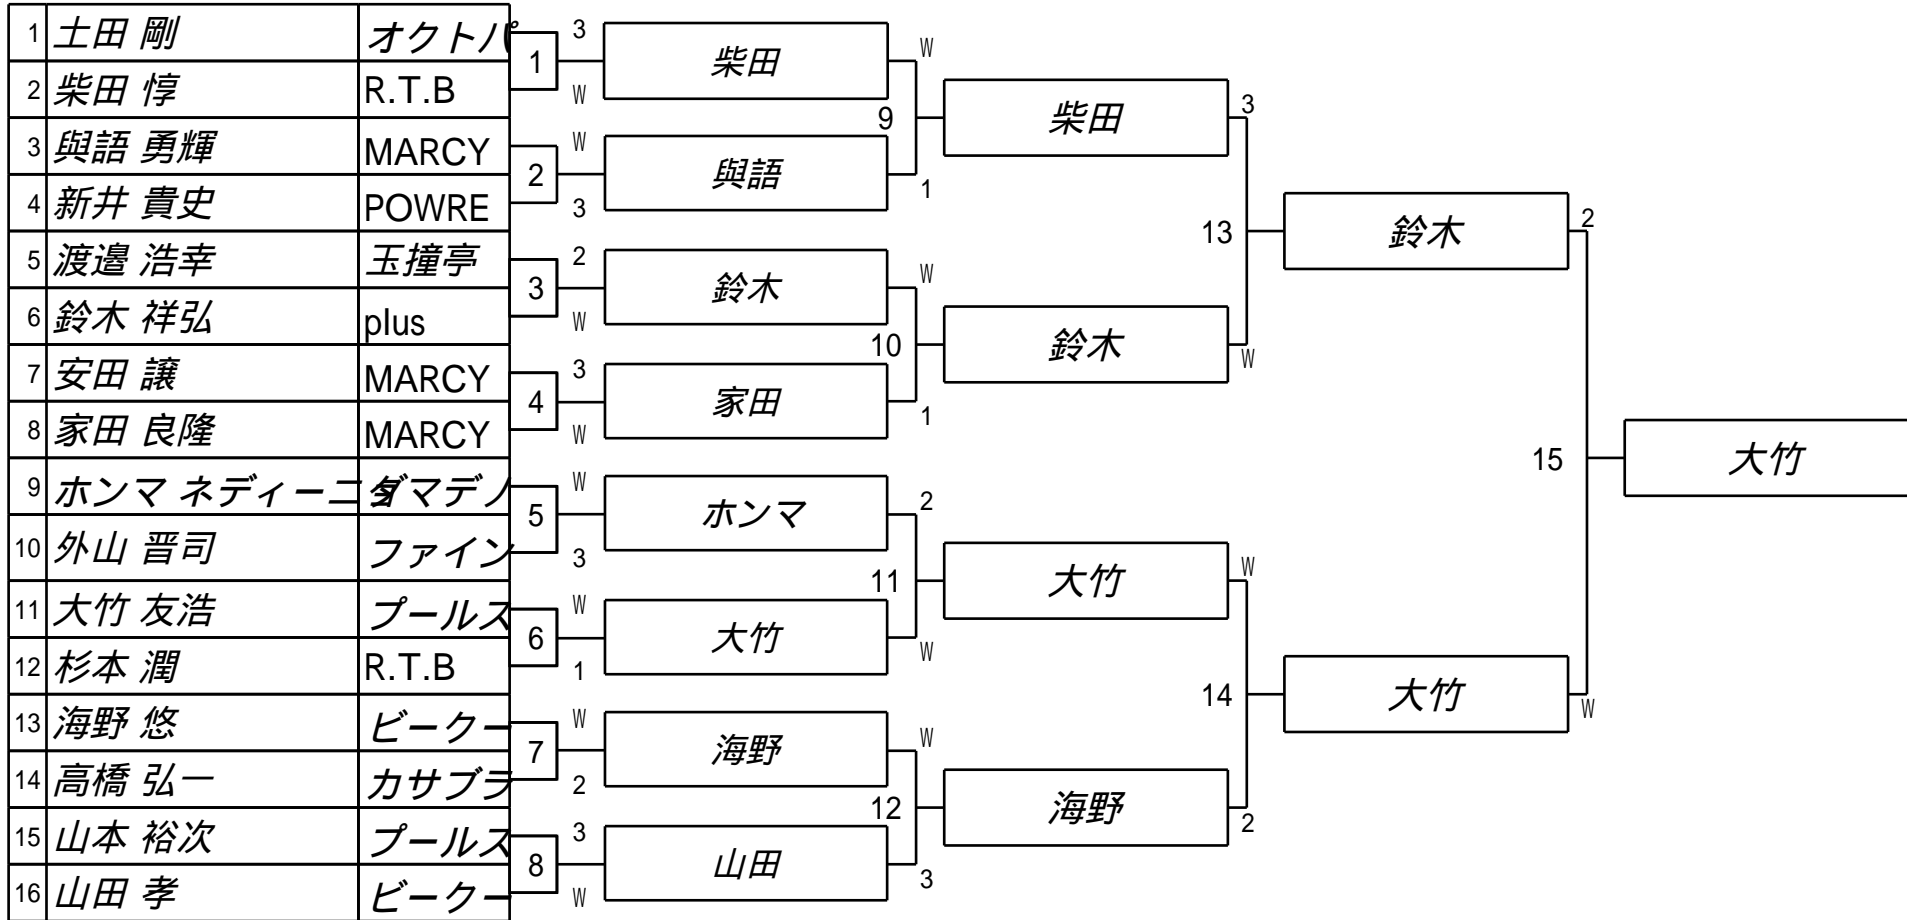 1 土田 剛 オクトパ
2 柴田 惇 R.T.B
3 與語 勇輝 MARCY
4 新井 貴史 POWRE
5 渡邉 浩幸 玉撞亭
6 鈴木 祥弘 plus
7 安田 譲 MARCY
8 家田 良隆 MARCY
9 ホンマ ネディーニョ ダマデノ
10 外山 晋司 ファイン
11 大竹 友浩 プールス
12 杉本 潤 R.T.B
13 海野 悠 ビークー
14 高橋 弘一 カサブラ
15 山本 裕次 プールス
16 山田 孝 ビークー
1 3 W
2 W 3
3 2 W
4 3 W
5 W 3
6 W 1
7 W 2
8 3 W
柴田 W
9
與語 1
鈴木 W
10
家田 1
ホンマ 2
11
大竹 W
海野 W
12
山田 3
柴田 3
13
鈴木 W
大竹 W
14
海野 2
鈴木 2
15
大竹 W
大竹